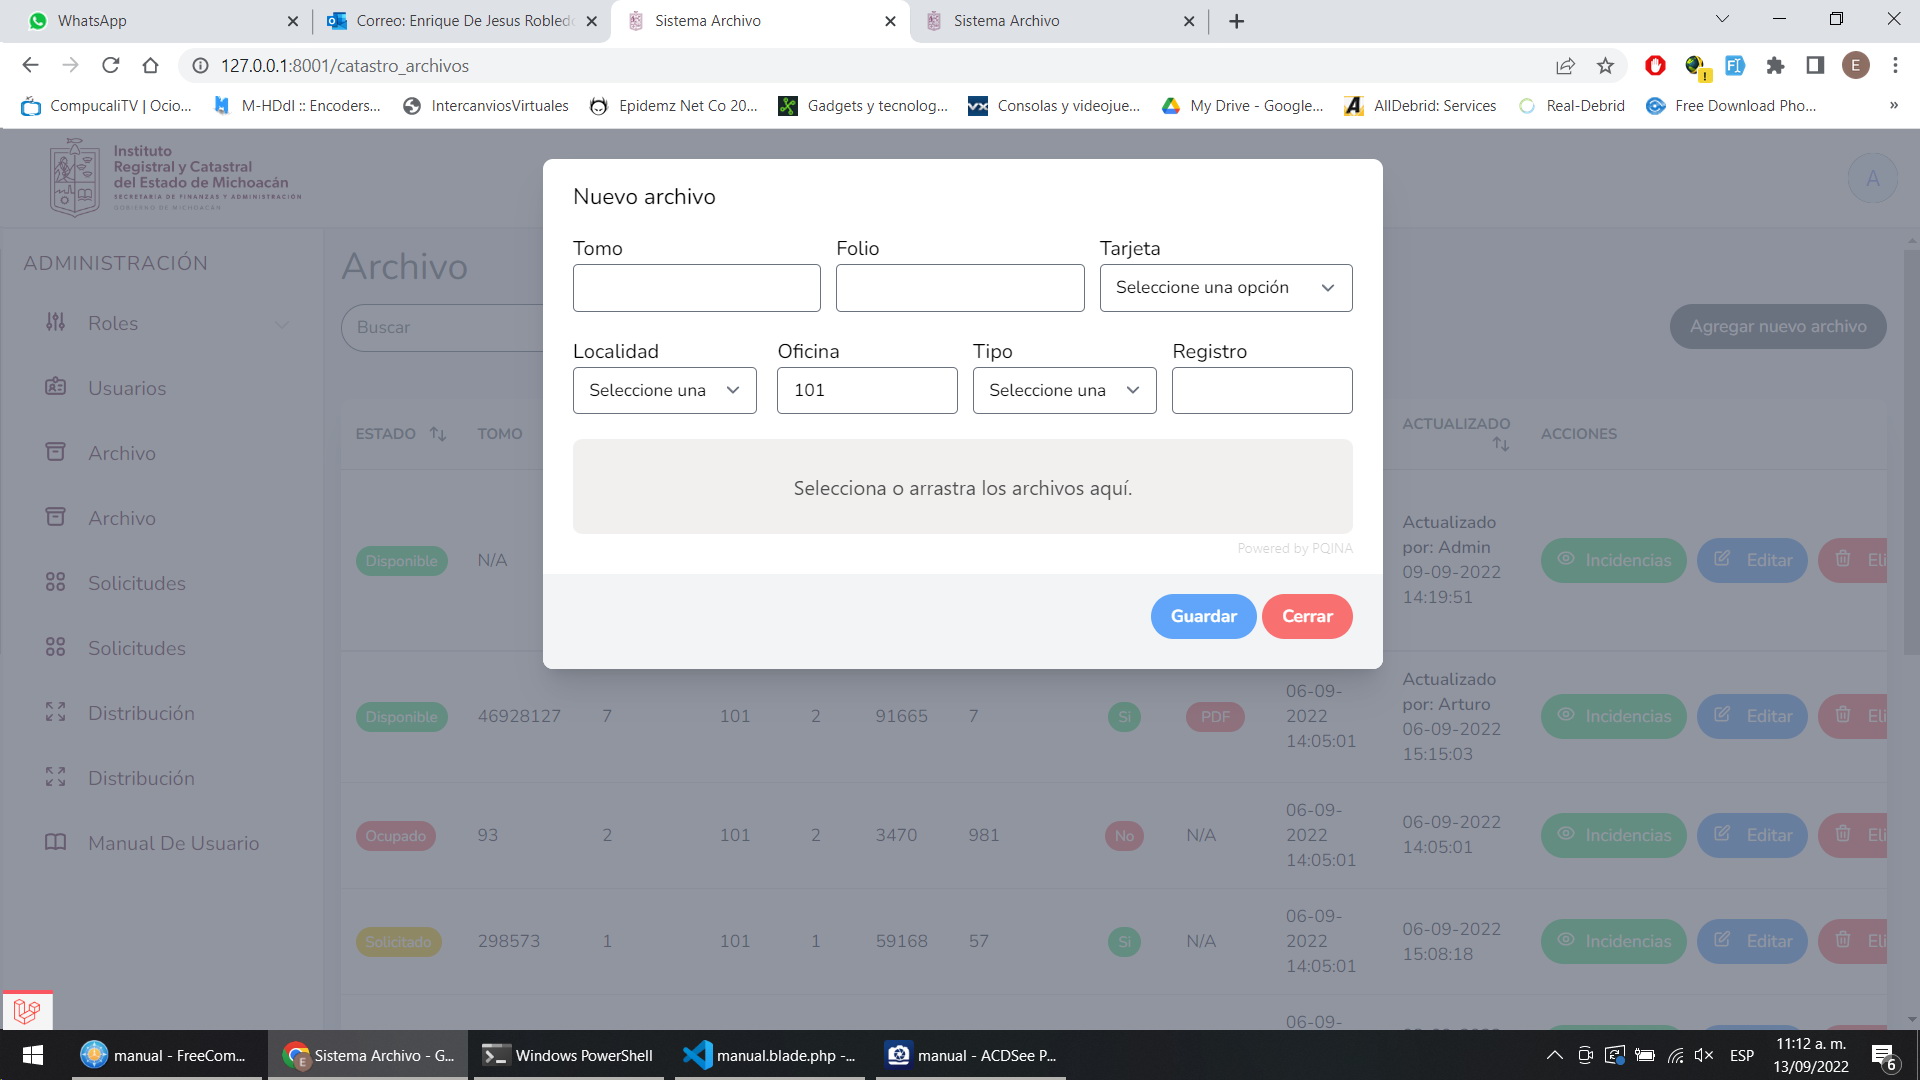 WhatsApp
Correo: Enrique De Jesus Robled
Sistema Archivo
Sistema Archivo
127.0.0.1:8001/catastro_archivos
E
CompucaliTV | Ocio...
M-HDdl :: Encoders...
IntercanviosVirtuales
Epidemz Net Co 20...
Gadgets y tecnolog...
Consolas y videojue...
My Drive - Google...
AllDebrid: Services
Real-Debrid
Free Download Pho...
»
Instituto
Registral y Catastral
del Estado de Michoacán
SECRETARÍA DE FINANZAS Y ADMINISTRACIÓN
GOBIERNO DE MICHOACÁN
A
ADMINISTRACIÓN
Roles
Usuarios
Archivo
Archivo
Solicitudes
Solicitudes
Distribución
Distribución
Manual De Usuario
Archivo
Buscar
Agregar nuevo archivo
Nuevo archivo
Tomo
Folio
Tarjeta
Seleccione una opción
Localidad
Oficina
Tipo
Registro
Seleccione una
101
Seleccione una
Selecciona o arrastra los archivos aquí.
Powered by PQINA
Guardar
Cerrar
ESTADO
TOMO
ACTUALIZADO
ACCIONES
Disponible
N/A
Actualizado
por: Admin
09-09-2022
14:19:51
Incidencias
Editar
Eli
Disponible
46928127
7
101
2
91665
7
Si
PDF
06-09-
2022
14:05:01
Actualizado
por: Arturo
06-09-2022
15:15:03
Incidencias
Editar
Eli
Ocupado
93
2
101
2
3470
981
No
N/A
06-09-
2022
14:05:01
06-09-2022
14:05:01
Incidencias
Editar
Eli
Solicitado
298573
1
101
1
59168
57
Si
N/A
06-09-
2022
14:05:01
06-09-2022
15:08:18
Incidencias
Editar
Eli
06-09-
manual - FreeCom...
Sistema Archivo - G...
Windows PowerShell
manual.blade.php -...
manual - ACDSee P...
ESP
11:12 a. m.
13/09/2022
6